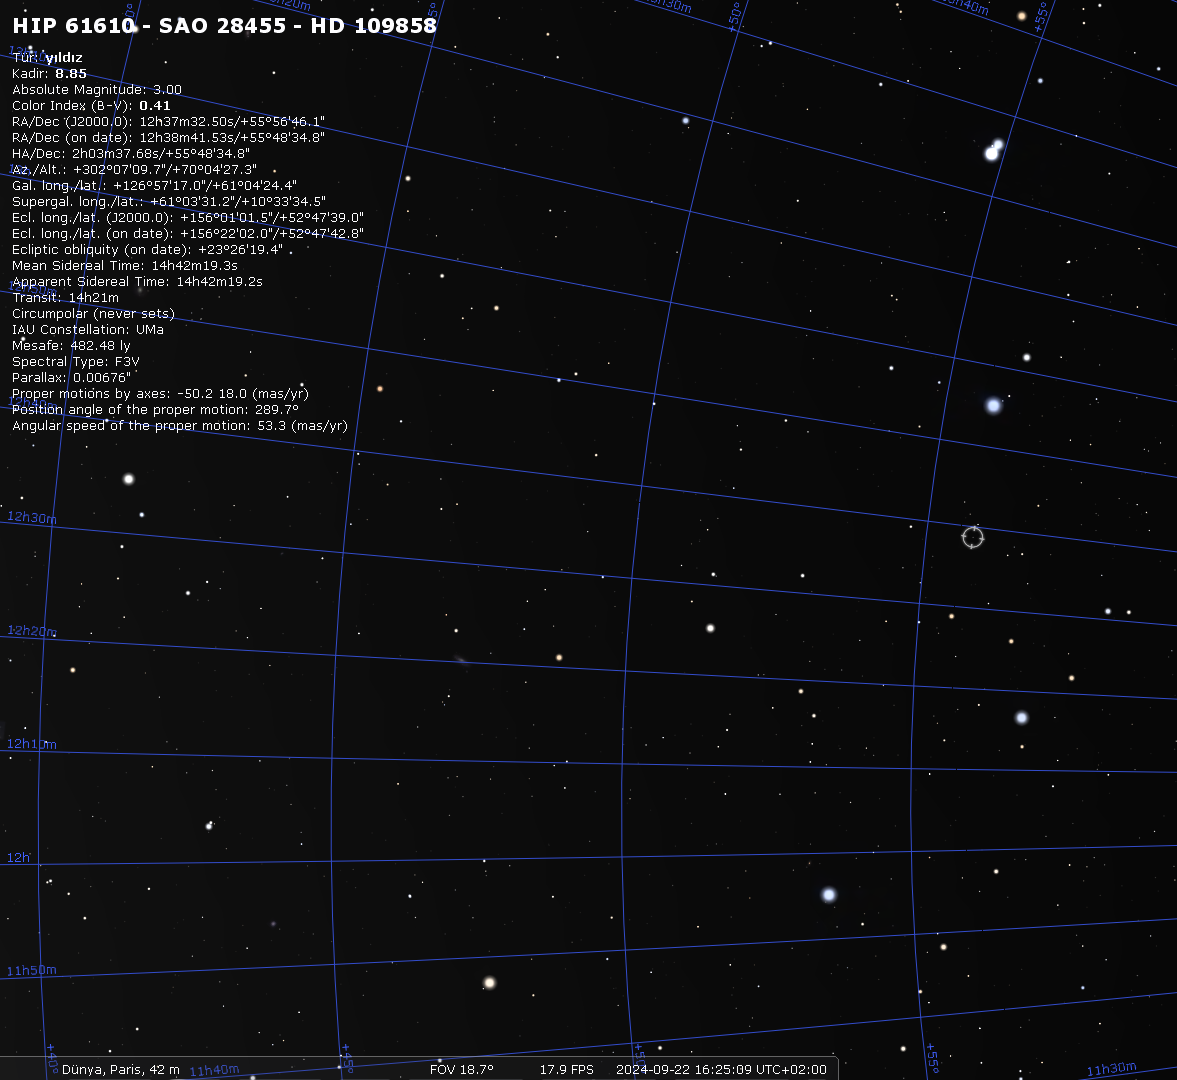 HIP 61610 - SAO 28455 - HD 109858
Tür: yıldız
Kadir: 8.85
Absolute Magnitude: 3.00
Color Index (B-V): 0.41
RA/Dec (J2000.0): 12h37m32.50s/+55°56'46.1"
RA/Dec (on date): 12h38m41.53s/+55°48'34.8"
HA/Dec: 2h03m37.68s/+55°48'34.8"
Az./Alt.: +302°07'09.7"/+70°04'27.3"
Gal. long./lat.: +126°57'17.0"/+61°04'24.4"
Supergal. long./lat.: +61°03'31.2"/+10°33'34.5"
Ecl. long./lat. (J2000.0): +156°01'01.5"/+52°47'39.0"
Ecl. long./lat. (on date): +156°22'02.0"/+52°47'42.8"
Ecliptic obliquity (on date): +23°26'19.4"
Mean Sidereal Time: 14h42m19.3s
Apparent Sidereal Time: 14h42m19.2s
Transit: 14h21m
Circumpolar (never sets)
IAU Constellation: UMa
Mesafe: 482.48 ly
Spectral Type: F3V
Parallax: 0.00676"
Proper motions by axes: -50.2 18.0 (mas/yr)
Position angle of the proper motion: 289.7°
Angular speed of the proper motion: 53.3 (mas/yr)
+50°
+55°
12h50m
12h40m
12h30m
12h20m
12h10m
12h
11h50m
+40°
+45°
+50°
+55°
11h40m
11h30m
Dünya, Paris, 42 m
FOV 18.7°
17.9 FPS
2024-09-22 16:25:09 UTC+02:00